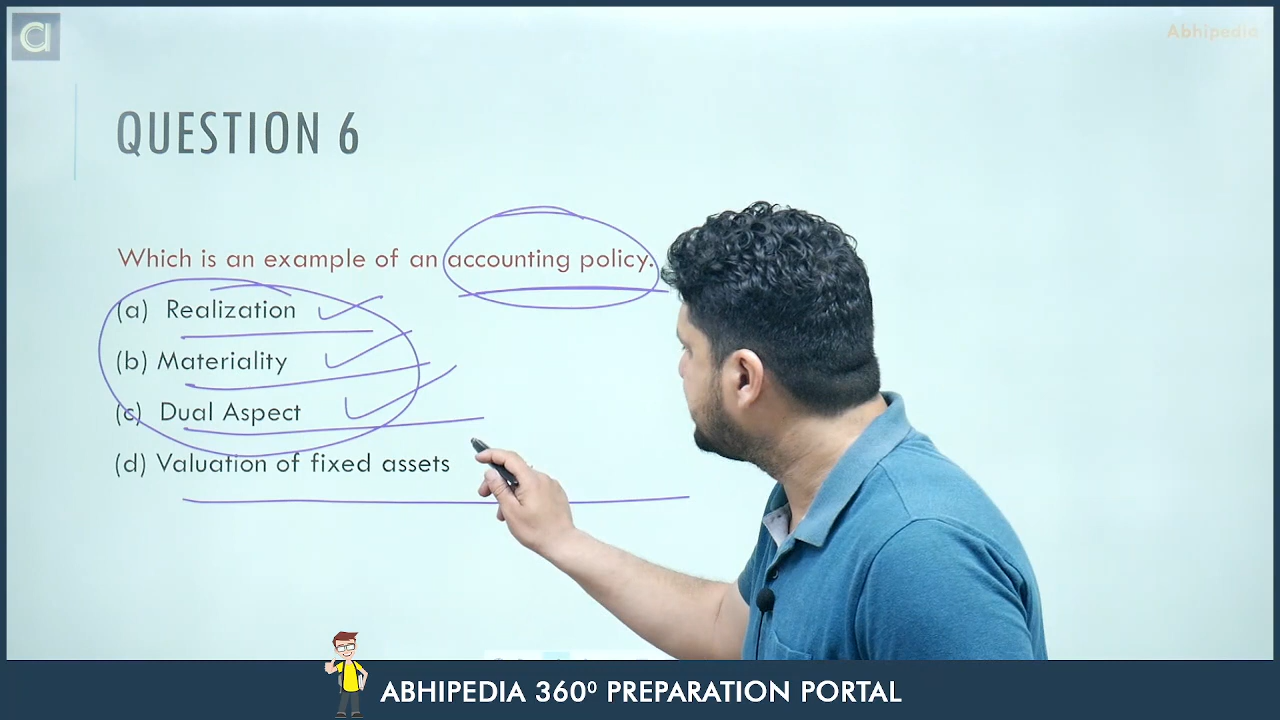 Abhipedia
QUESTION 6
Which is an example of an accounting policy.
(a) Realization
(b) Materiality
(c) Dual Aspect
(d) Valuation of fixed assets
ABHIPEDIA 360⁰ PREPARATION PORTAL